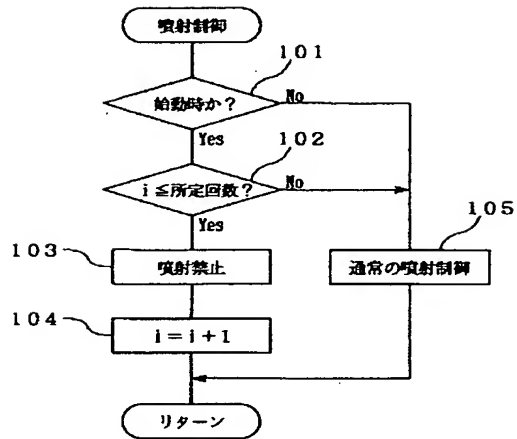 噴射制御
101
始動時か?
No
Yes
102
i≦所定回数?
No
Yes
103
噴射禁止
105
通常の噴射制御
104
i=i+1
リターン